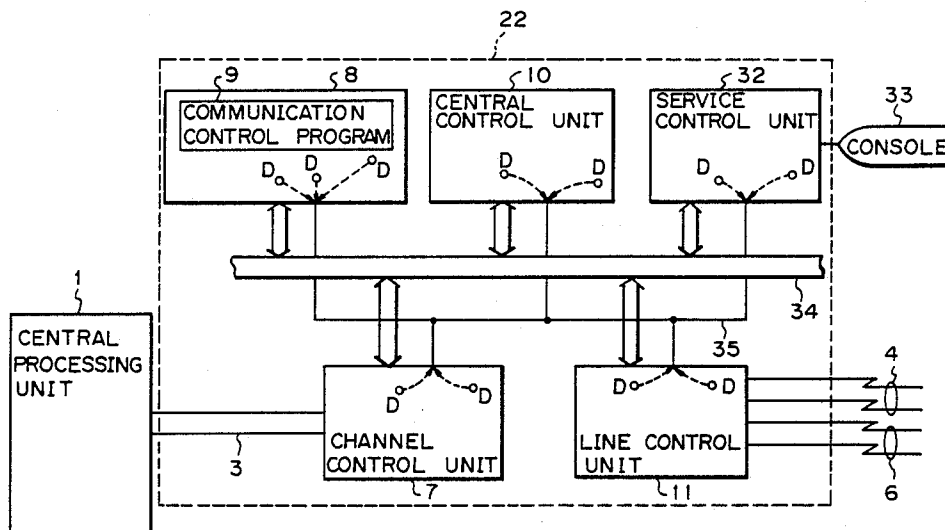 22
9
8
10
32
COMMUNICATION
CONTROL PROGRAM
CENTRAL
CONTROL UNIT
SERVICE
CONTROL UNIT
33
CONSOLE
D D D
D D
D D
1
34
CENTRAL
PROCESSING
UNIT
35
D D
D D
4
3
CHANNEL
CONTROL UNIT
LINE CONTROL
UNIT
7
11
6